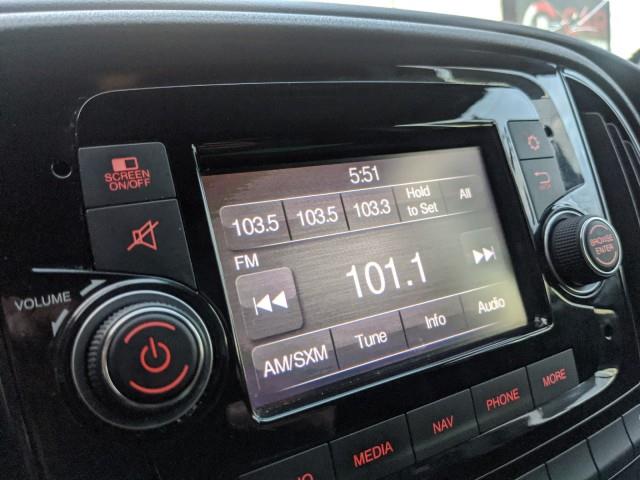 5:51
SCREEN
ON/OFF
103.5 103.5 103.3 Hold to Set All
FM
101.1
VOLUME
BROWSE
ENTER
AM/SXM Tune Info Audio
MEDIA NAV PHONE MORE